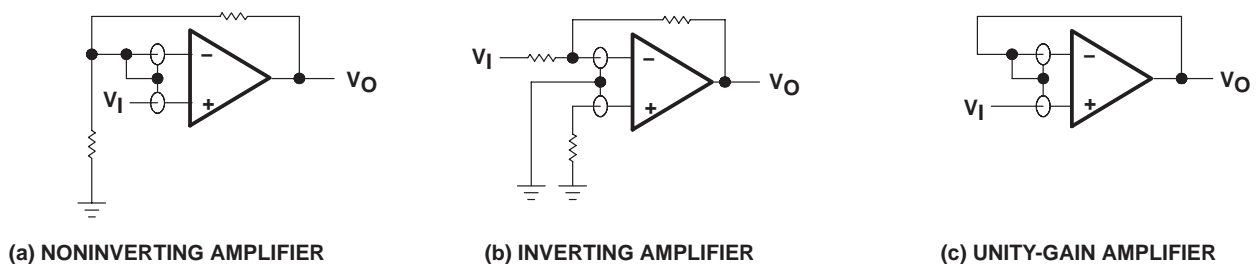 VI
−
+
VO
(a) NONINVERTING AMPLIFIER
VI
−
+
VO
(b) INVERTING AMPLIFIER
VI
−
+
VO
(c) UNITY-GAIN AMPLIFIER